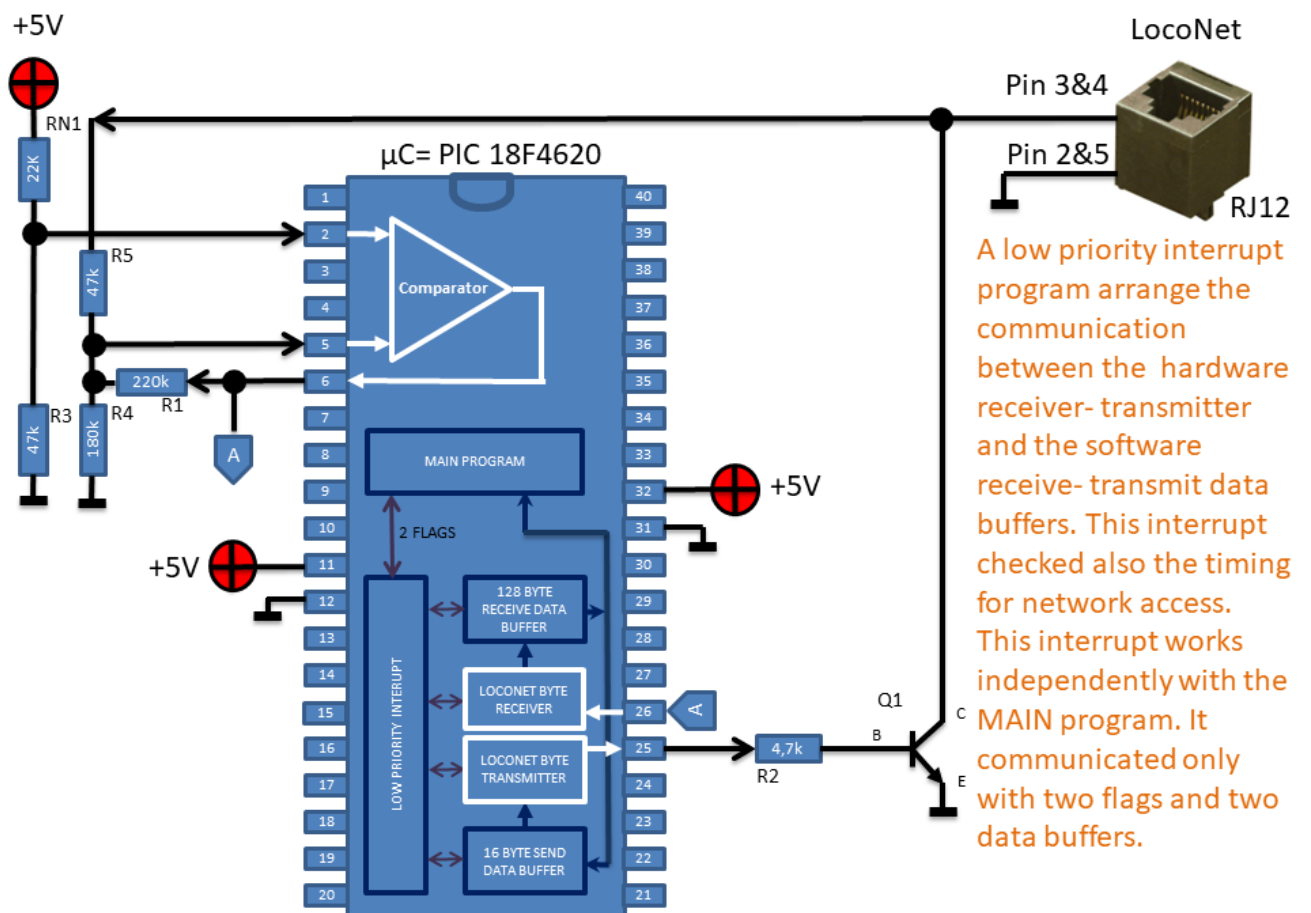 +5V
LocoNet
RN1
Pin 3&4
22K
µC= PIC 18F4620
Pin 2&5
RJ12
1
40
2
39
3
38
4
37
5
36
6
35
7
34
8
33
9
32
10
31
11
30
12
29
13
28
14
27
15
26
16
25
17
24
18
23
19
22
20
21
Comparator
R5
47k
220k
R1
R3
47k
R4
180k
A
MAIN PROGRAM
2 FLAGS
+5V
+5V
LOW PRIORITY INTERUPT
128 BYTE
RECEIVE DATA
BUFFER
LOCONET BYTE
RECEIVER
A
LOCONET BYTE
TRANSMITTER
16 BYTE SEND
DATA BUFFER
4,7k
R2
Q1
B
C
E
A low priority interrupt
program arrange the
communication
between the hardware
receiver- transmitter
and the software
receive- transmit data
buffers. This interrupt
checked also the timing
for network access.
This interrupt works
independently with the
MAIN program. It
communicated only
with two flags and two
data buffers.